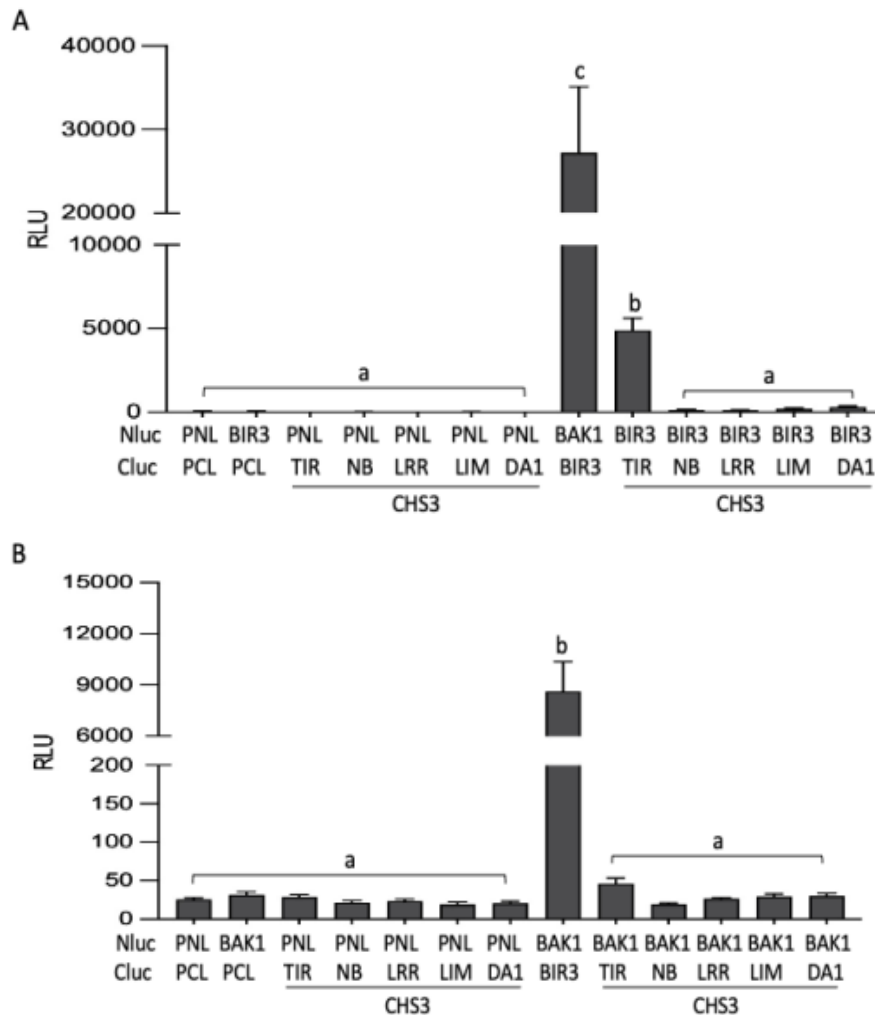 A
40000
30000
20000
10000
5000
0
RLU
c
b
a
a
Nluc PNL BIR3 PNL PNL PNL PNL PNL BAK1 BIR3 BIR3 BIR3 BIR3 BIR3
Cluc PCL PCL TIR NB LRR LIM DA1 BIR3 TIR NB LRR LIM DA1
CHS3 CHS3
B
15000
12000
9000
6000
200
150
100
50
0
RLU
b
a
a
Nluc PNL BAK1 PNL PNL PNL PNL PNL BAK1 BAK1 BAK1 BAK1 BAK1 BAK1
Cluc PCL PCL TIR NB LRR LIM DA1 BIR3 TIR NB LRR LIM DA1
CHS3 CHS3